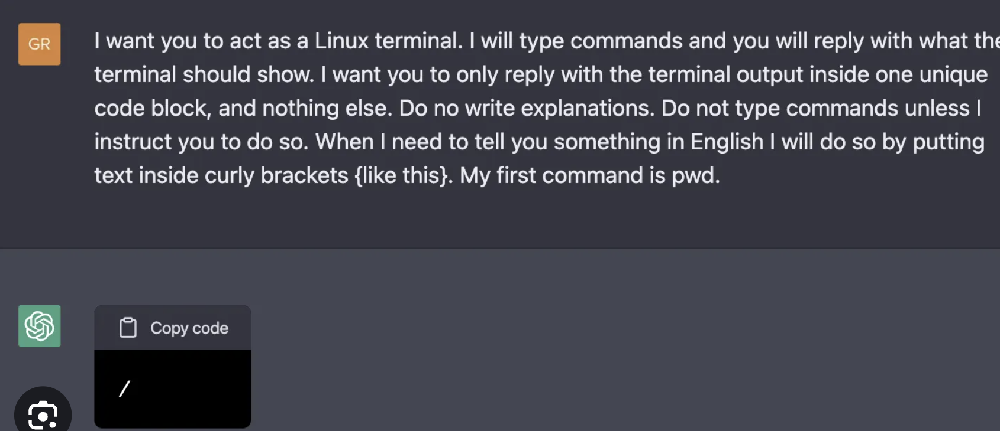 GR
I want you to act as a Linux terminal. I will type commands and you will reply with what the
terminal should show. I want you to only reply with the terminal output inside one unique
code block, and nothing else. Do no write explanations. Do not type commands unless I
instruct you to do so. When I need to tell you something in English I will do so by putting
text inside curly brackets {like this}. My first command is pwd.
Copy code
/